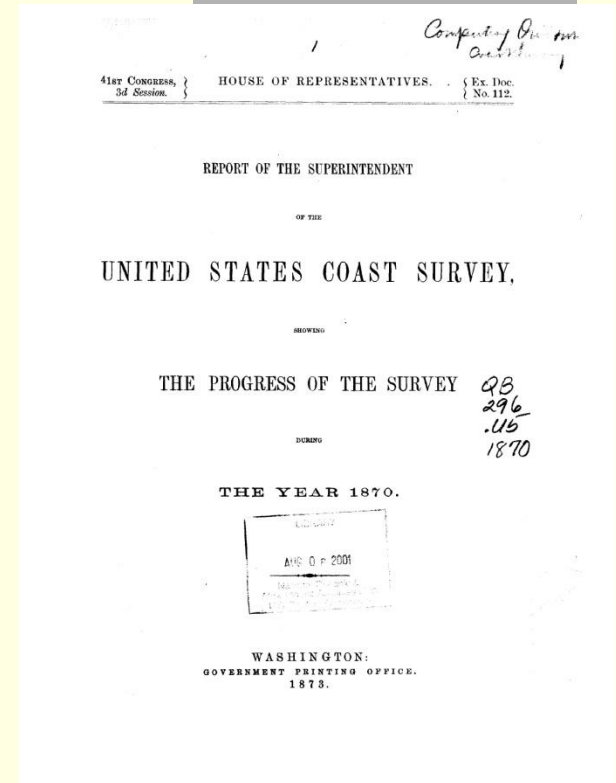 1
Computing
41ST CONGRESS, HOUSE OF REPRESENTATIVES. Ex. Doc.
3d Session. No. 112.
REPORT OF THE SUPERINTENDENT
OF THE
UNITED STATES COAST SURVEY,
SHOWING
THE PROGRESS OF THE SURVEY
QB
296
.U5
1870
DURING
THE YEAR 1870.
LIBRARY
AUG 0 2001
WASHINGTON:
GOVERNMENT PRINTING OFFICE.
1873.